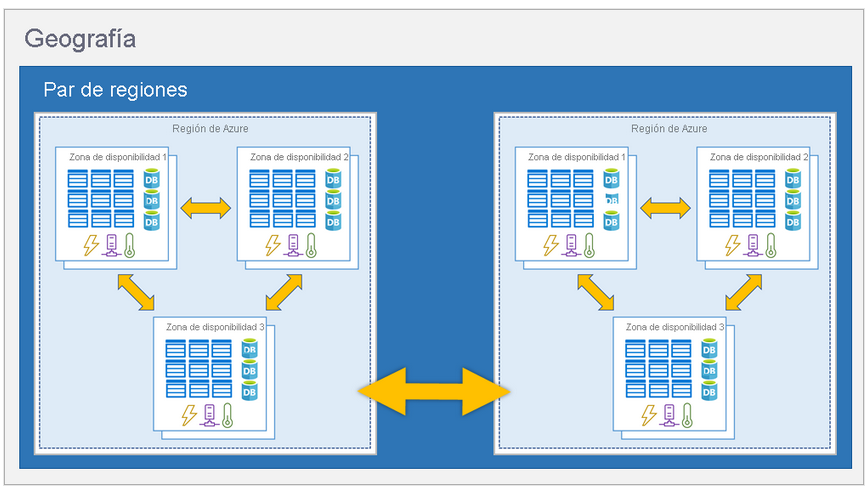 Geografía
Par de regiones
Región de Azure
Zona de disponibilidad 1
DB
DB
DB
Zona de disponibilidad 2
DB
DB
DB
Zona de disponibilidad 3
DB
DB
DB
Región de Azure
Zona de disponibilidad 1
DB
DB
DB
Zona de disponibilidad 2
DB
DB
DB
Zona de disponibilidad 3
DB
DB
DB